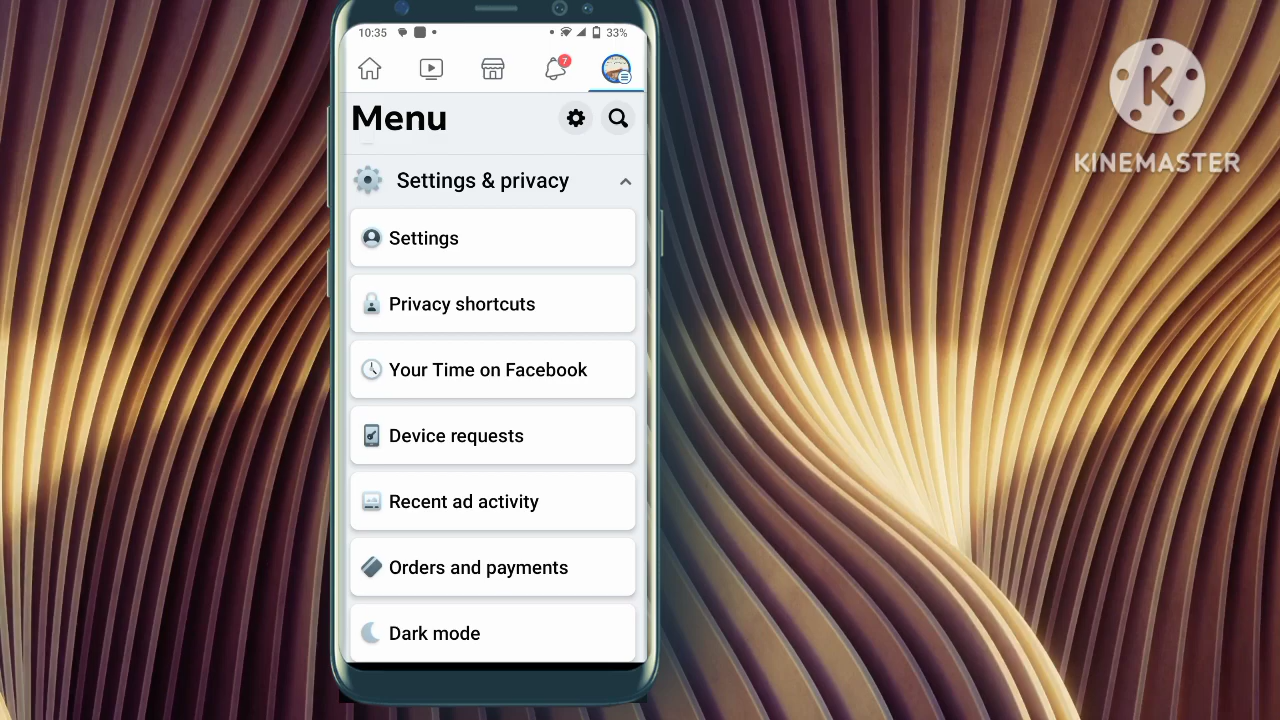 10:35
33%
7
Menu
Settings & privacy
Settings
Privacy shortcuts
Your Time on Facebook
Device requests
Recent ad activity
Orders and payments
Dark mode
K
KINEMASTER